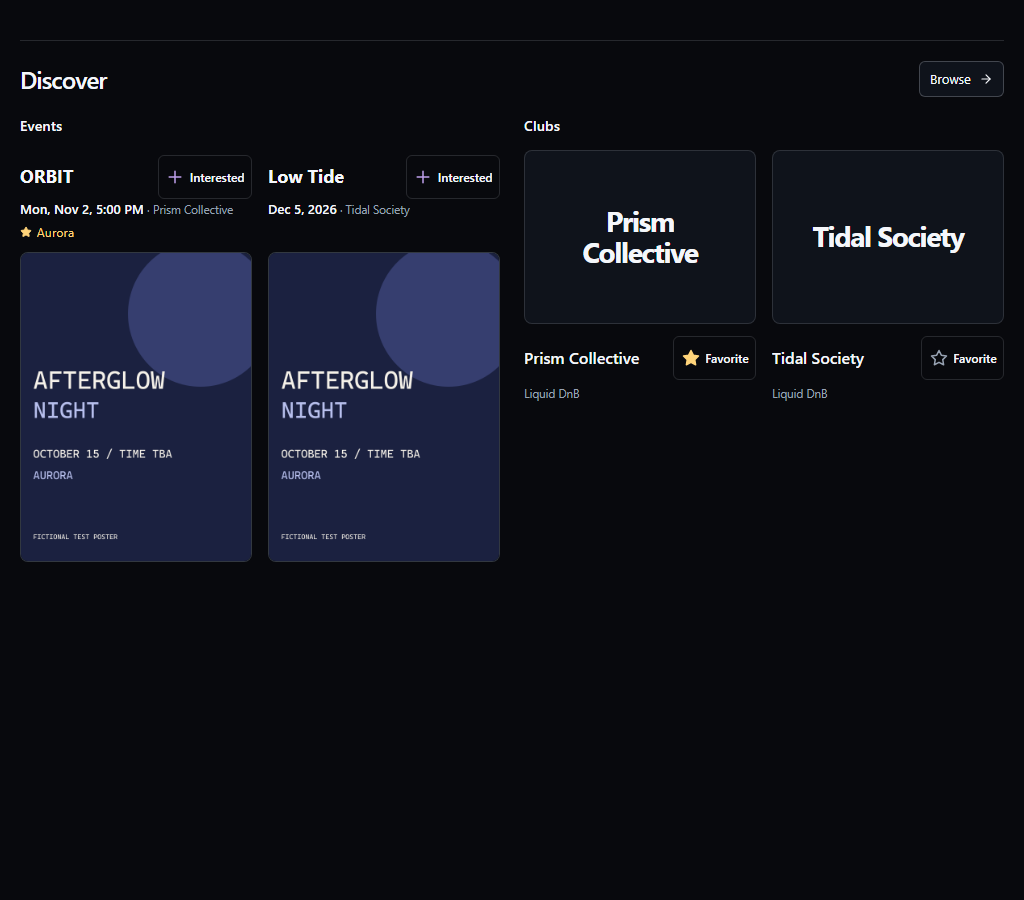 Discover
Browse
Events
ORBIT
Interested
Mon, Nov 2, 5:00 PM · Prism Collective
Aurora
AFTERGLOW
NIGHT
OCTOBER 15 / TIME TBA
AURORA
FICTIONAL TEST POSTER
Low Tide
Interested
Dec 5, 2026 · Tidal Society
AFTERGLOW
NIGHT
OCTOBER 15 / TIME TBA
AURORA
FICTIONAL TEST POSTER
Clubs
Prism
Collective
Prism Collective
Favorite
Liquid DnB
Tidal Society
Tidal Society
Favorite
Liquid DnB